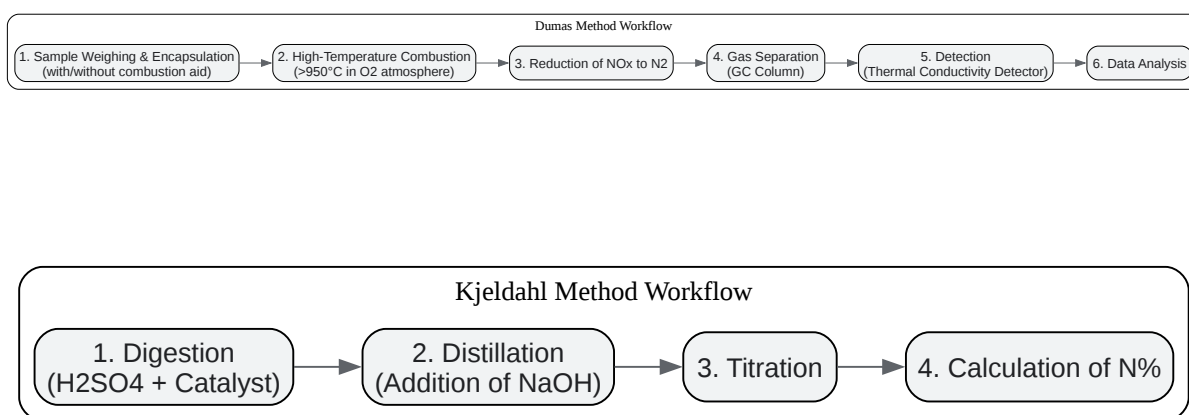 Dumas Method Workflow
1. Sample Weighing & Encapsulation
(with/without combustion aid)
2. High-Temperature Combustion
(>950°C in O2 atmosphere)
3. Reduction of NOx to N2
4. Gas Separation
(GC Column)
5. Detection
(Thermal Conductivity Detector)
6. Data Analysis
Kjeldahl Method Workflow
1. Digestion
(H2SO4 + Catalyst)
2. Distillation
(Addition of NaOH)
3. Titration
4. Calculation of N%